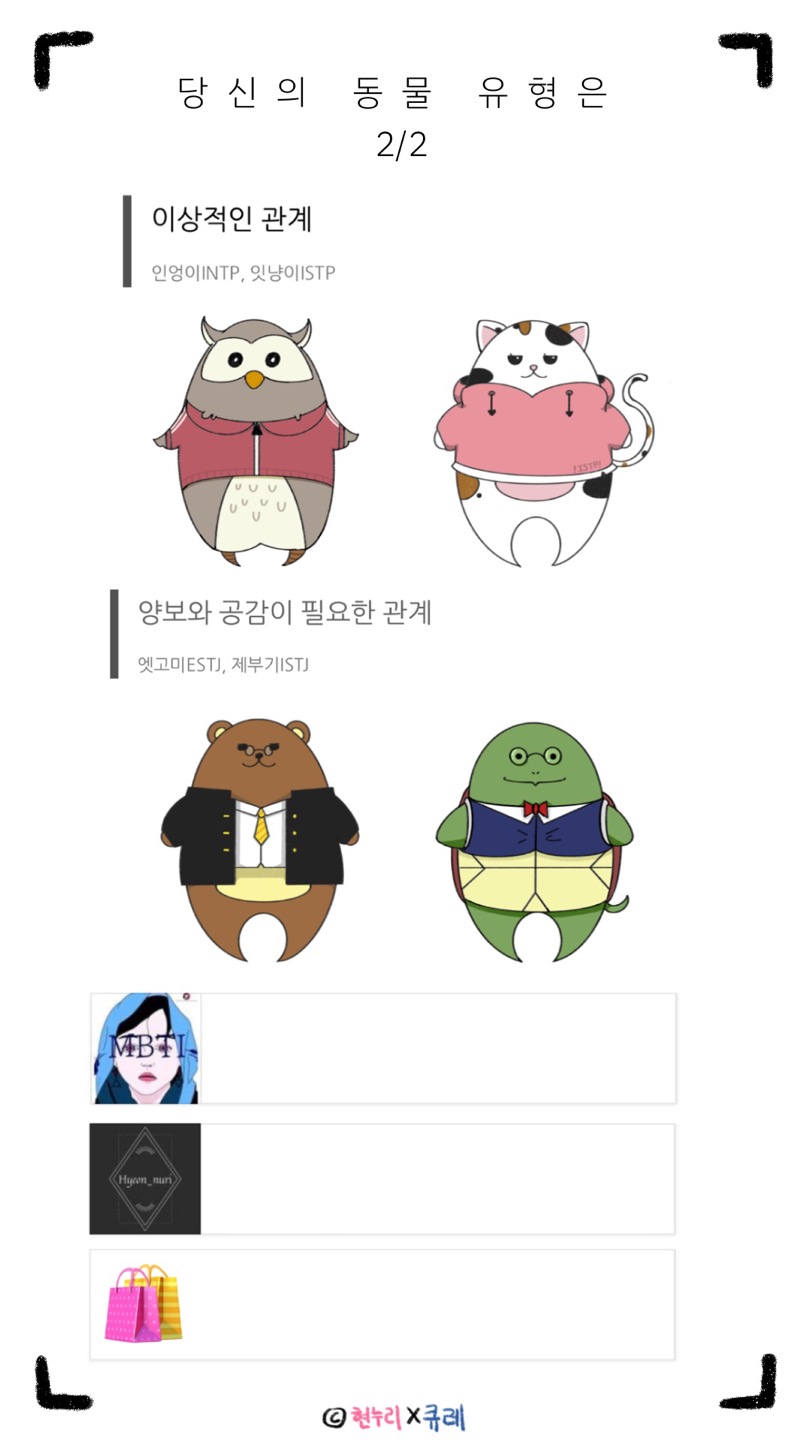 당신의 동물 유형은
2/2
이상적인 관계
인엉이INTP, 잇냥이ISTP
양보와 공감이 필요한 관계
엣고미ESTJ, 제부기ISTJ
MBTI
Hyeon_nuri
©현누리X큐레